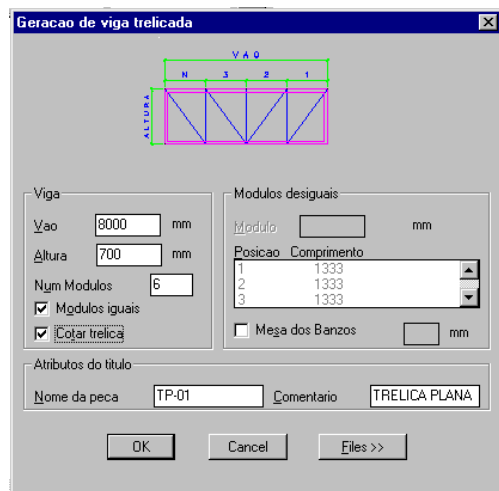 Geracao de viga trelicada
V A O
N 3 2 1
ALTURA
Viga
Vao 8000 mm
Altura 700 mm
Num Modulos 6
Modulos iguais
Cotar trelica
Modulos desiguais
Modulo mm
Posicao Comprimento
1 1333
2 1333
3 1333
Mesa dos Banzos mm
Atributos do titulo
Nome da peca TP-01 Comentario TRELICA PLANA
OK Cancel Files >>